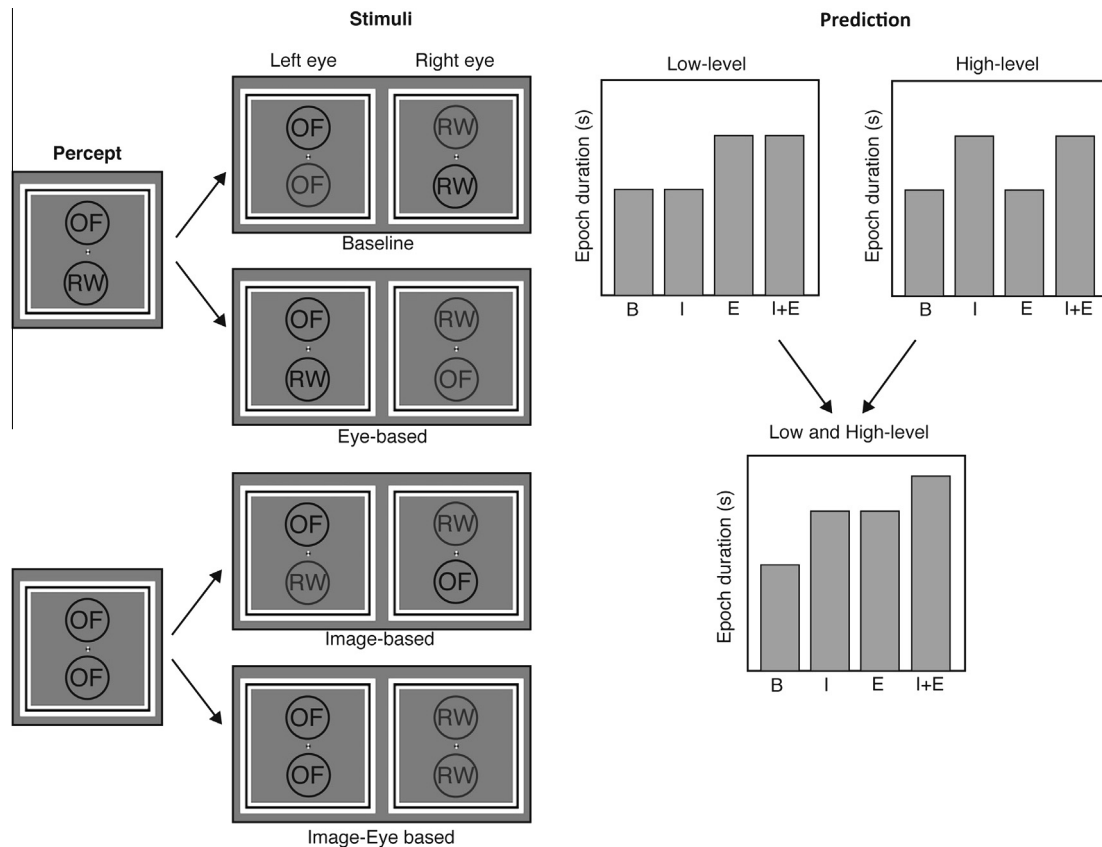 Stimuli
Prediction
Left eye Right eye
Percept
OF
RW
OF RW
OF RW
Baseline
OF RW
RW OF
Eye-based
OF
OF
OF RW
RW OF
Image-based
OF RW
OF RW
Image-Eye based
Low-level
Epoch duration (s)
B I E I+E
High-level
Epoch duration (s)
B I E I+E
Low and High-level
Epoch duration (s)
B I E I+E